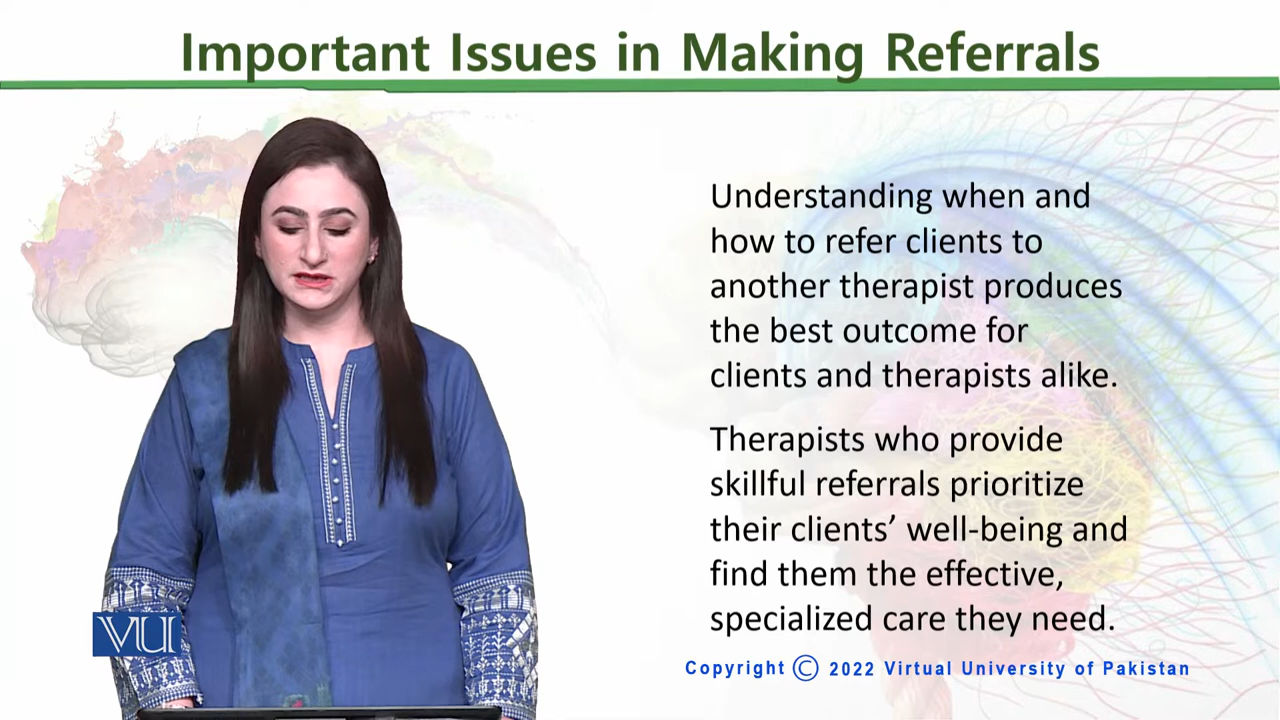 Important Issues in Making Referrals
Understanding when and
how to refer clients to
another therapist produces
the best outcome for
clients and therapists alike.
Therapists who provide
skillful referrals prioritize
their clients’ well-being and
find them the effective,
specialized care they need.
VU
Copyright © 2022 Virtual University of Pakistan